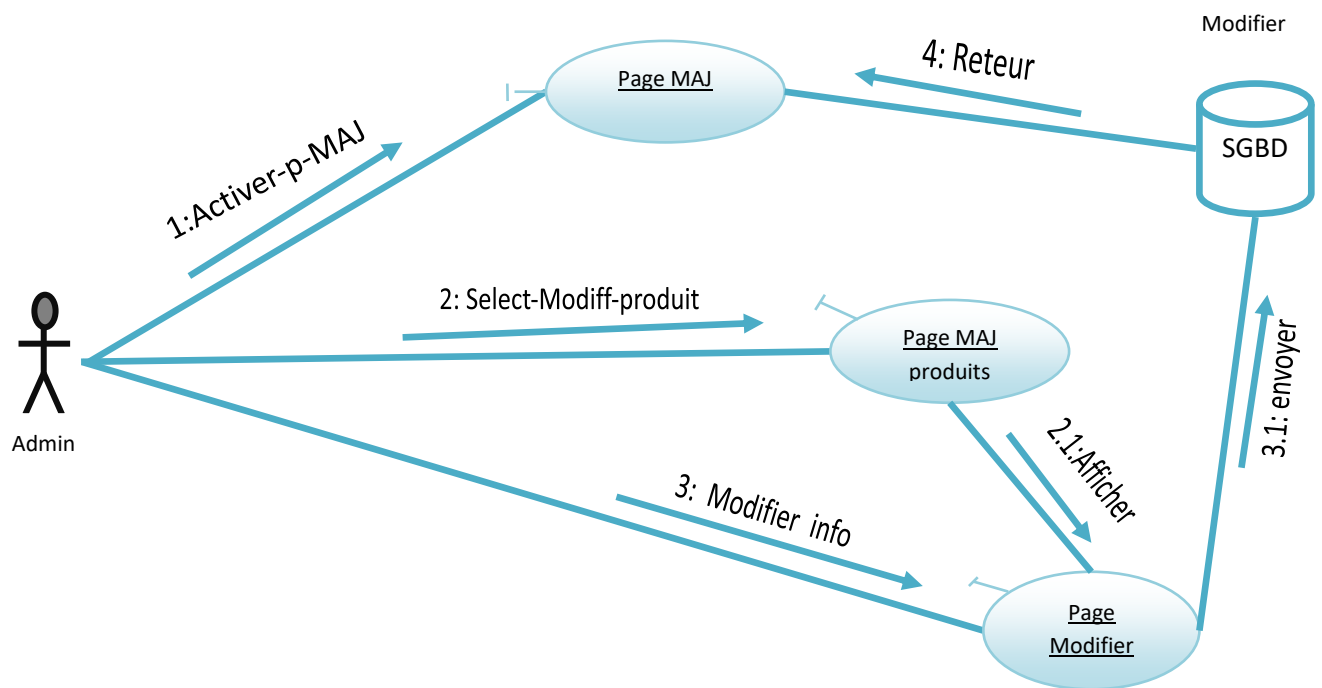 Modifier
4: Reteur
Page MAJ
SGBD
1:Activer-p-MAJ
2: Select-Modiff-produit
Page MAJ
produits
3.1: envoyer
Admin
2.1:Afficher
3: Modifier info
Page
Modifier